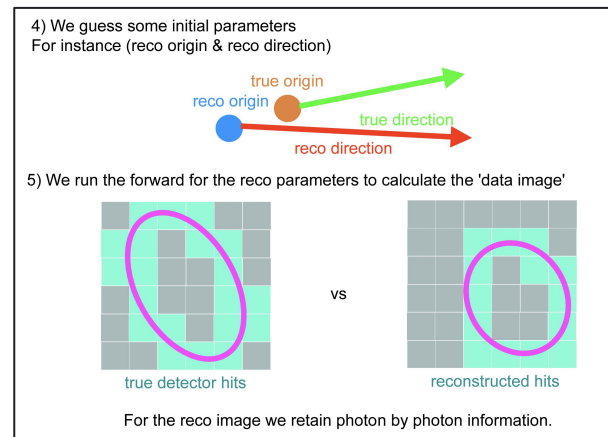 4) We guess some initial parameters
For instance (reco origin & reco direction)
true origin
reco origin
true direction
reco direction
5) We run the forward for the reco parameters to calculate the 'data image'
vs
true detector hits
reconstructed hits
For the reco image we retain photon by photon information.